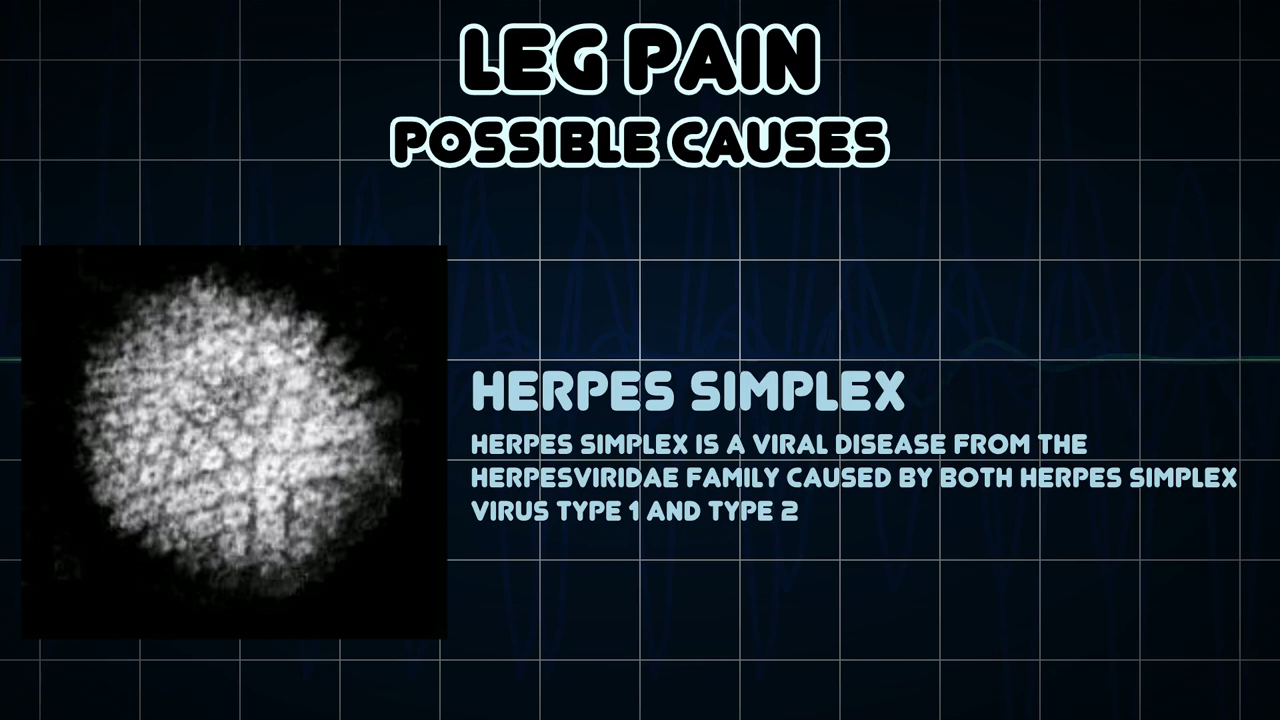 LEG PAIN
POSSIBLE CAUSES
HERPES SIMPLEX
HERPES SIMPLEX IS A VIRAL DISEASE FROM THE
HERPESVIRIDAE FAMILY CAUSED BY BOTH HERPES SIMPLEX
VIRUS TYPE 1 AND TYPE 2